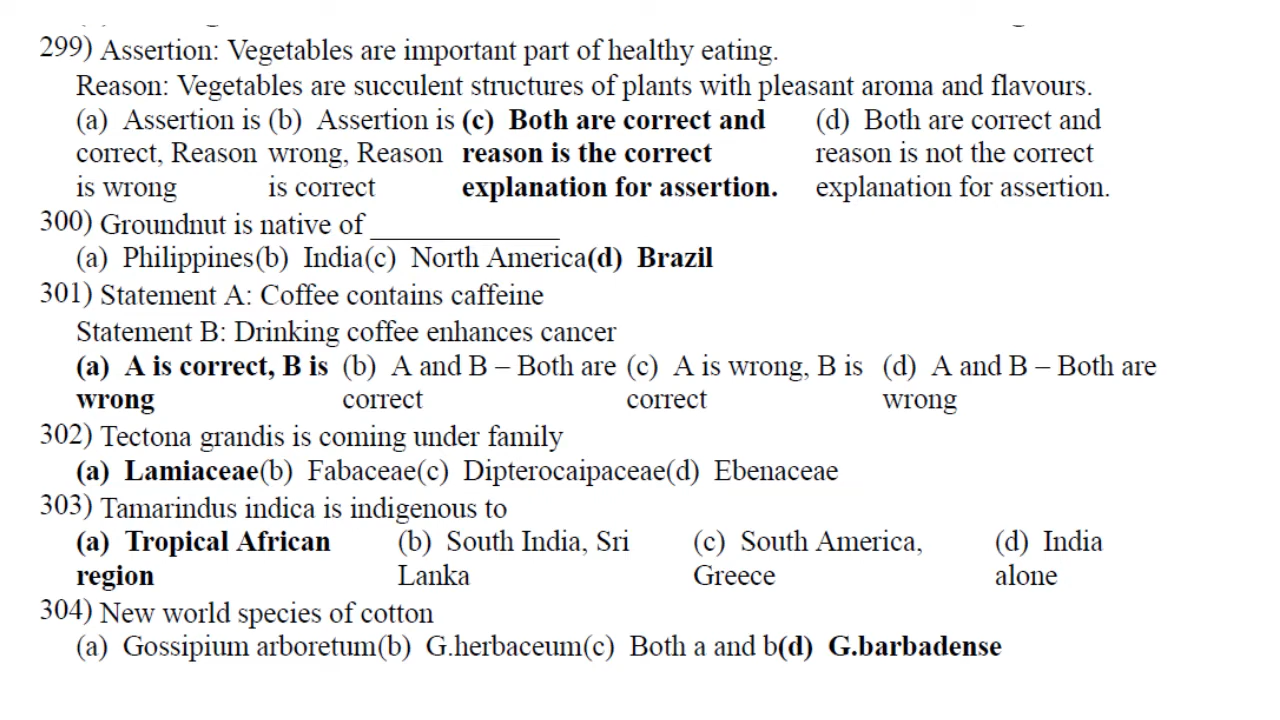 299) Assertion: Vegetables are important part of healthy eating.
Reason: Vegetables are succulent structures of plants with pleasant aroma and flavours.
(a) Assertion is (b) Assertion is (c) Both are correct and (d) Both are correct and
correct, Reason wrong, Reason reason is the correct reason is not the correct
is wrong is correct explanation for assertion. explanation for assertion.
300) Groundnut is native of ______________
(a) Philippines(b) India(c) North America(d) Brazil
301) Statement A: Coffee contains caffeine
Statement B: Drinking coffee enhances cancer
(a) A is correct, B is (b) A and B – Both are (c) A is wrong, B is (d) A and B – Both are
wrong correct correct wrong
302) Tectona grandis is coming under family
(a) Lamiaceae(b) Fabaceae(c) Dipterocaipaceae(d) Ebenaceae
303) Tamarindus indica is indigenous to
(a) Tropical African (b) South India, Sri (c) South America, (d) India
region Lanka Greece alone
304) New world species of cotton
(a) Gossipium arboretum(b) G.herbaceum(c) Both a and b(d) G.barbadense